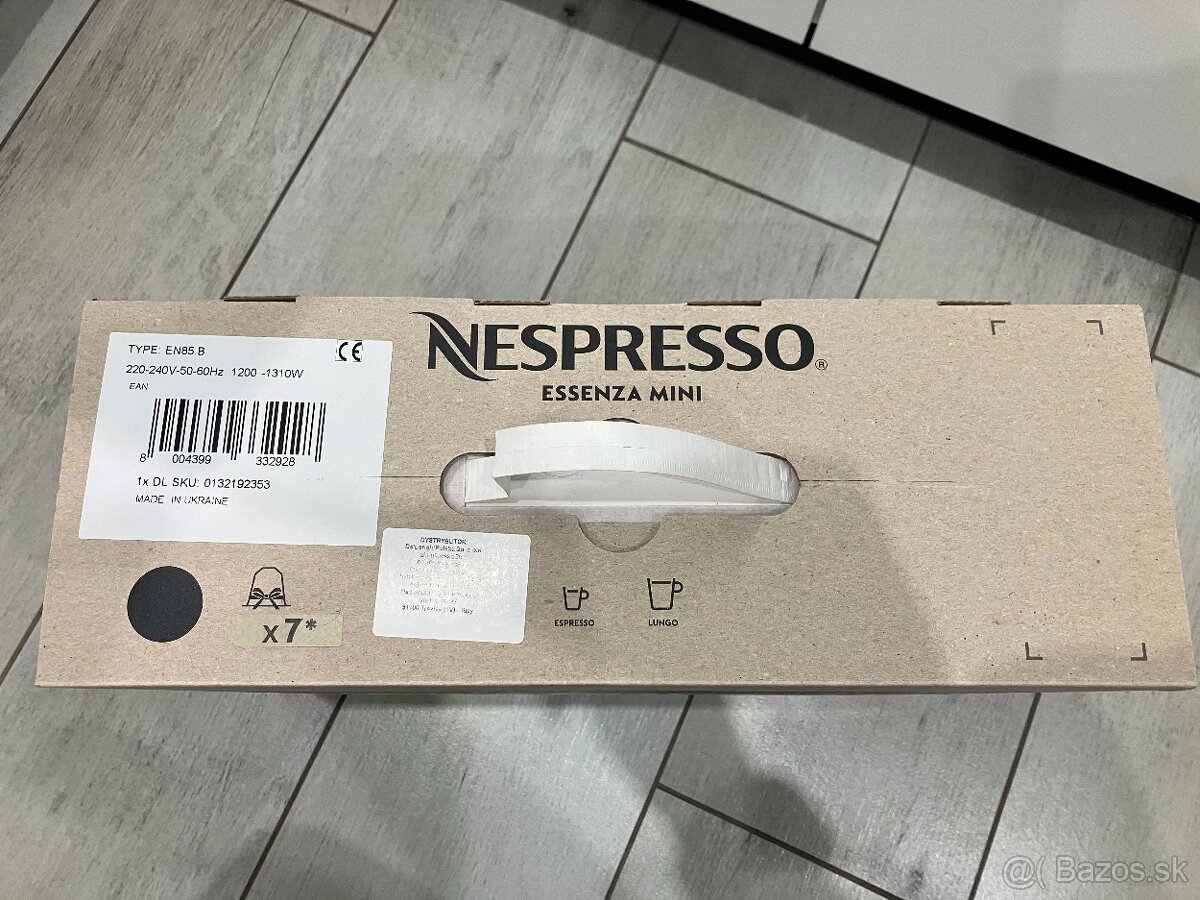 TYPE: EN85.B
CE
220-240V-50-60Hz 1200 -1310W
EAN
8 004399 332928
1x DL SKU: 0132192353
MADE IN UKRAINE
NESPRESSO®
ESSENZA MINI
x7*
DYSTRYBUTOR
ESPRESSO
LUNGO
@( Bazos.sk